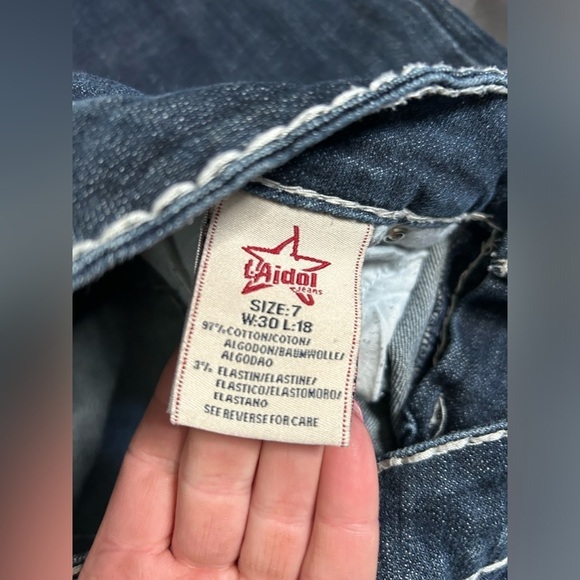 L.A idol
JEANS
SIZE:7
W:30 L:18
97%COTTON/COTON/
ALGODON/BAUMWOLLE/
ALGODAO
3% ELASTIN/ELASTINE/
ELASTICO/ELASTOMORO/
ELASTANO
SEE REVERSE FOR CARE